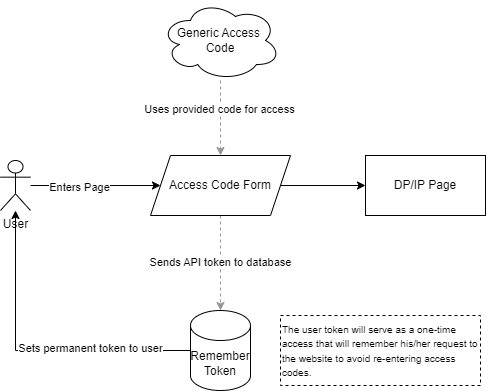 Generic Access
Code
Uses provided code for access
Enters Page
Access Code Form
DP/IP Page
User
Sends API token to database
Sets permanent token to user
Remember
Token
The user token will serve as a one-time
access that will remember his/her request to
the website to avoid re-entering access
codes.